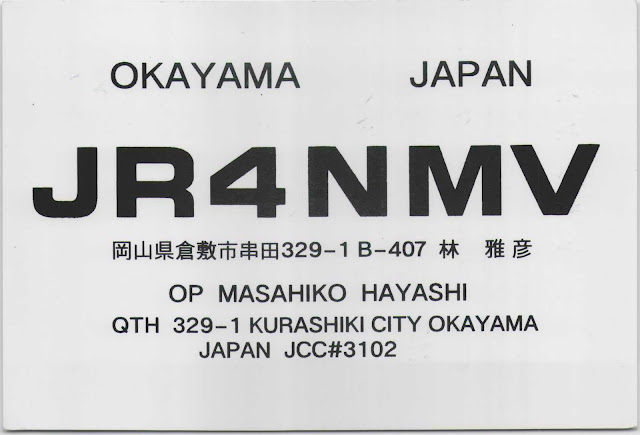 OKAYAMA JAPAN
JR4NMV
岡山県倉敷市串田329-1 B-407 林 雅彦
OP MASAHIKO HAYASHI
QTH 329-1 KURASHIKI CITY OKAYAMA
JAPAN JCC#3102